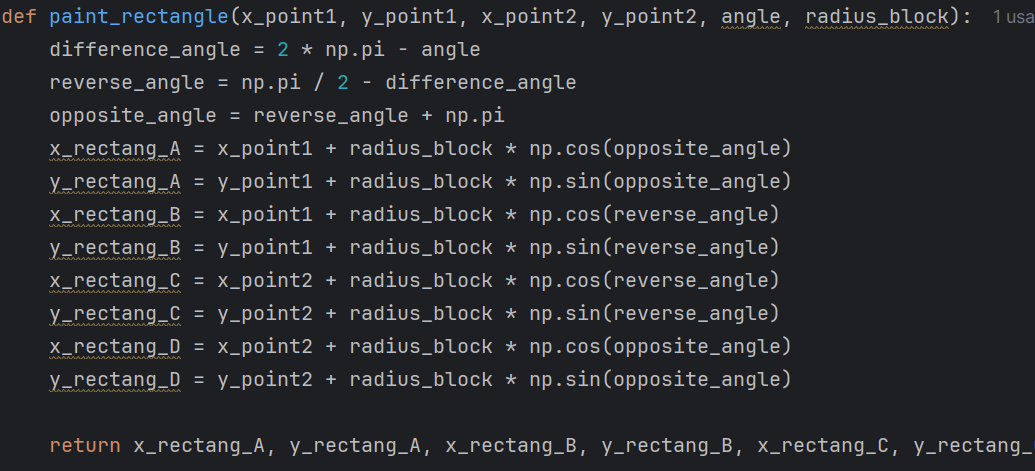 def paint_rectangle(x_point1, y_point1, x_point2, y_point2, angle, radius_block): 1 usa
difference_angle = 2 * np.pi - angle
reverse_angle = np.pi / 2 - difference_angle
opposite_angle = reverse_angle + np.pi
x_rectang_A = x_point1 + radius_block * np.cos(opposite_angle)
y_rectang_A = y_point1 + radius_block * np.sin(opposite_angle)
x_rectang_B = x_point1 + radius_block * np.cos(reverse_angle)
y_rectang_B = y_point1 + radius_block * np.sin(reverse_angle)
x_rectang_C = x_point2 + radius_block * np.cos(reverse_angle)
y_rectang_C = y_point2 + radius_block * np.sin(reverse_angle)
x_rectang_D = x_point2 + radius_block * np.cos(opposite_angle)
y_rectang_D = y_point2 + radius_block * np.sin(opposite_angle)
return x_rectang_A, y_rectang_A, x_rectang_B, y_rectang_B, x_rectang_C, y_rectang_